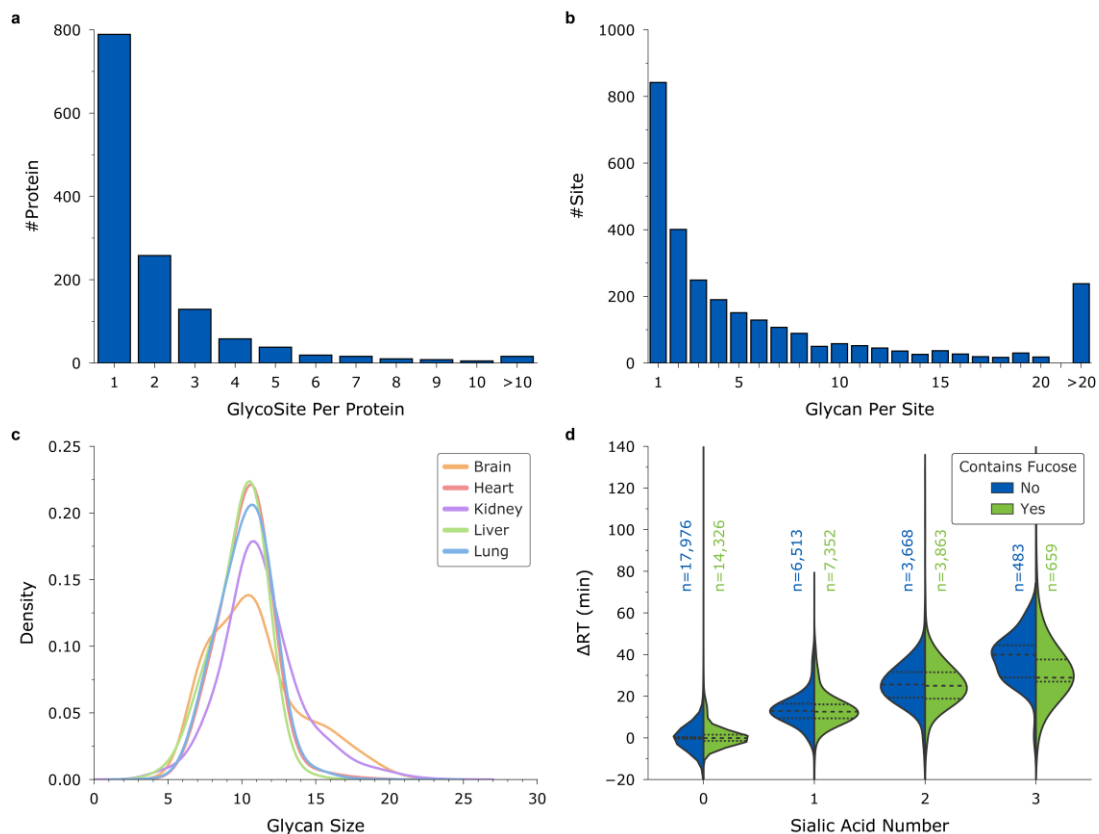 a
800
600
400
200
0
#Protein
1 2 3 4 5 6 7 8 9 10 >10
GlycoSite Per Protein
b
1000
800
600
400
200
0
#Site
1 5 10 15 20 >20
Glycan Per Site
c
0.25
0.20
0.15
0.10
0.05
0.00
Density
Brain
Heart
Kidney
Liver
Lung
0 5 10 15 20 25 30
Glycan Size
d
140
120
100
80
60
40
20
0
−20
ΔRT (min)
Contains Fucose
No
Yes
n=17,976
n=14,326
n=6,513
n=7,352
n=3,668
n=3,863
n=483
n=659
0 1 2 3
Sialic Acid Number